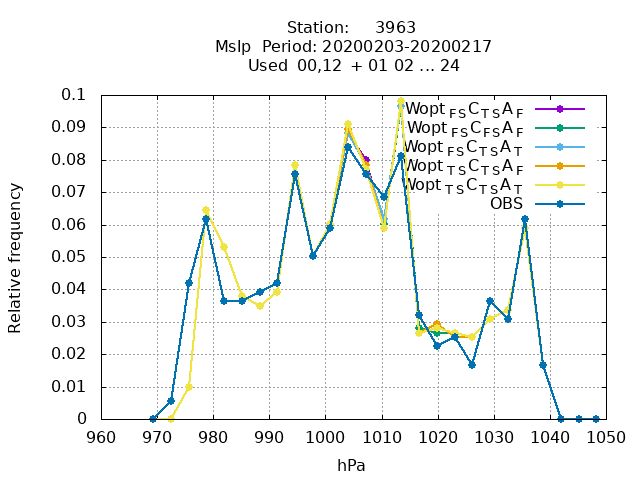 Station: 3963
Mslp Period: 20200203-20200217
Used 00,12 + 01 02 ... 24
Relative frequency
0.1
0.09
0.08
0.07
0.06
0.05
0.04
0.03
0.02
0.01
0
Wopt FS C TS A F
Wopt FS C FS A F
Wopt FS C TS A T
Wopt TS C TS A F
Wopt TS C TS A T
OBS
960 970 980 990 1000 1010 1020 1030 1040 1050
hPa